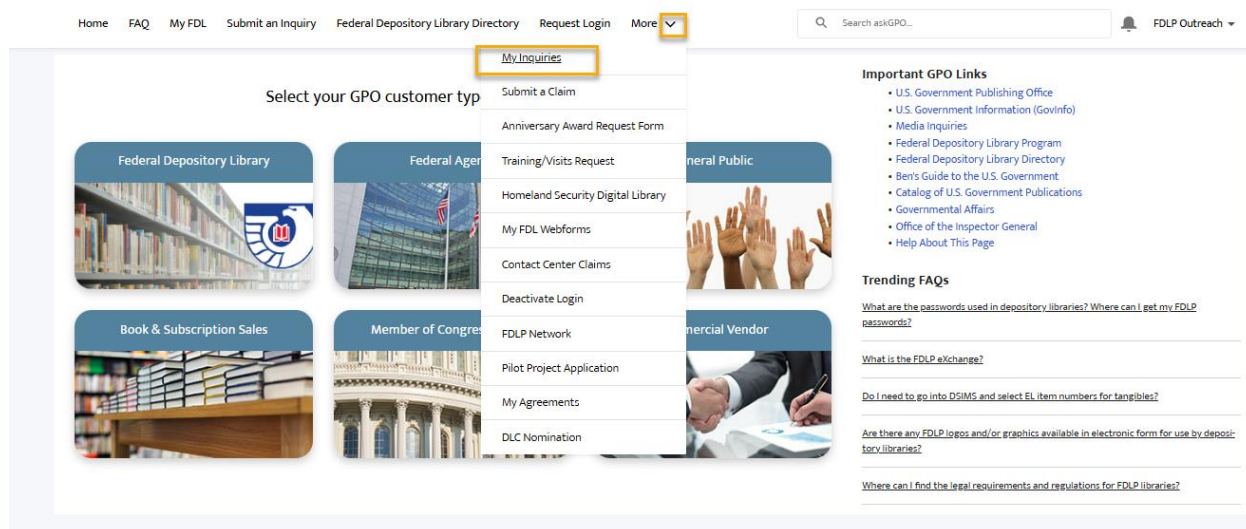 Home FAQ My FDL Submit an Inquiry Federal Depository Library Directory Request Login More Search askGPO... FDLP Outreach
My Inquiries
Submit a Claim
Anniversary Award Request Form
Training/Visits Request
Homeland Security Digital Library
My FDL Webforms
Contact Center Claims
Deactivate Login
FDLP Network
Pilot Project Application
My Agreements
DLC Nomination
Select your GPO customer typ
Federal Depository Library
Federal Agen
neral Public
Book & Subscription Sales
Member of Congres
mercial Vendor
Important GPO Links
• U.S. Government Publishing Office
• U.S. Government Information (GovInfo)
• Media Inquiries
• Federal Depository Library Program
• Federal Depository Library Directory
• Ben's Guide to the U.S. Government
• Catalog of U.S. Government Publications
• Governmental Affairs
• Office of the Inspector General
• Help About This Page
Trending FAQs
What are the passwords used in depository libraries? Where can I get my FDLP
passwords?
What is the FDLP eXchange?
Do I need to go into DSIMS and select EL item numbers for tangibles?
Are there any FDLP logos and/or graphics available in electronic form for use by deposi-
tory libraries?
Where can I find the legal requirements and regulations for FDLP libraries?